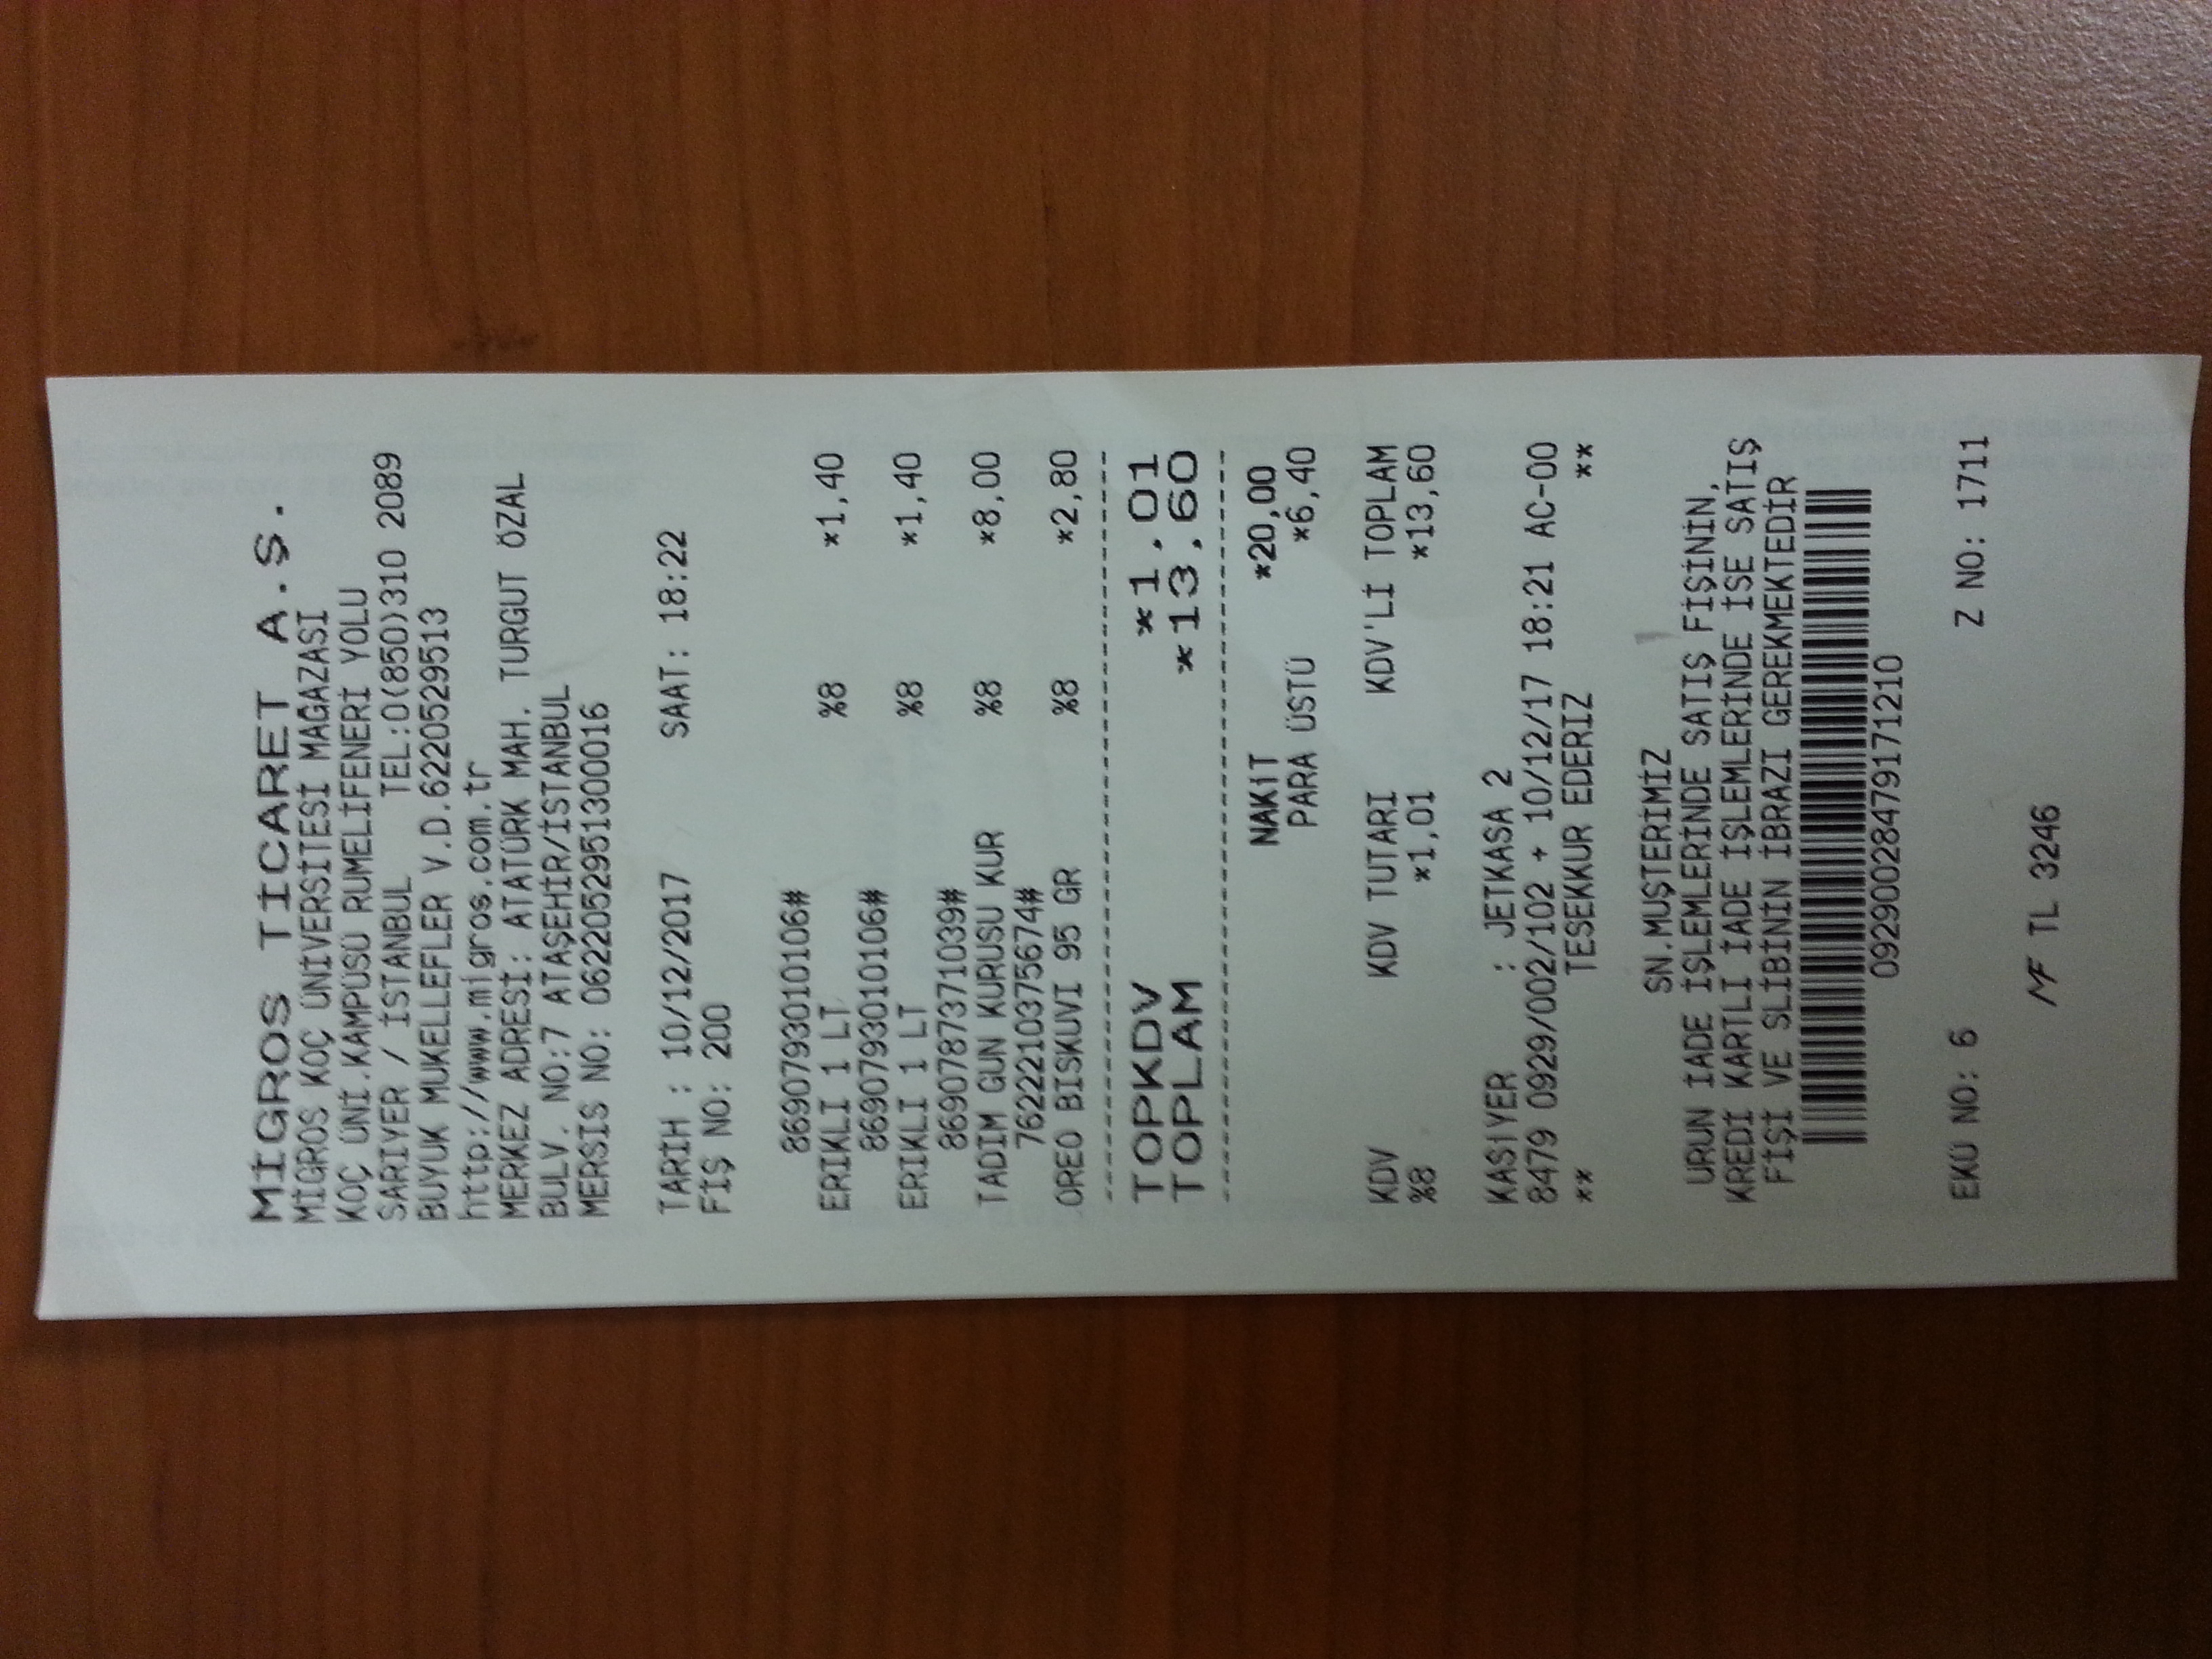 MİGROS TİCARET A.Ş.
MİGROS KOÇ ÜNİVERSİTESİ MAĞAZASI
KOÇ ÜNİ.KAMPÜSÜ RUMELİFENERİ YOLU
SARIYER / İSTANBUL TEL:0(850)310 2089
BUYUK MUKELLEFLER V.D.6220529513
http://www.migros.com.tr
MERKEZ ADRESİ: ATATÜRK MAH. TURGUT ÖZAL
BULV. NO:7 ATAŞEHİR/İSTANBUL
MERSİS NO: 0622052951300016
TARİH : 10/12/2017 SAAT: 18:22
FİŞ NO: 200
8690793010106#
ERIKLI 1 LT %8 *1,40
8690793010106#
ERIKLI 1 LT %8 *1,40
8690787371039#
TADIM GUN KURUSU KUR %8 *8,00
7622210375674#
OREO BISKUVI 95 GR %8 *2,80
TOPKDV *1,01
TOPLAM *13,60
NAKİT *20,00
PARA ÜSTÜ *6,40
KDV KDV TUTARI KDV'Lİ TOPLAM
%8 *1,01 *13,60
KASİYER : JETKASA 2
8479 0929/002/102 + 10/12/17 18:21 AC-00
** TESEKKUR EDERIZ **
SN.MUŞTERİMİZ
URUN İADE İŞLEMLERİNDE SATIŞ FİŞİNİN,
KREDİ KARTLI İADE İŞLEMLERİNDE İSE SATIŞ
FİŞİ VE SLİBİNİN İBRAZI GEREKMEKTEDİR
09290028479171210
EKÜ NO: 6 Z NO: 1711
MF TL 3246